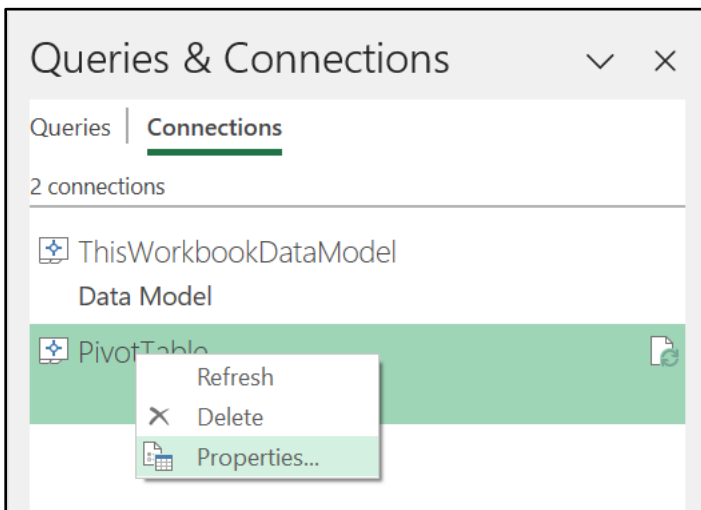 Queries & Connections
Queries Connections
2 connections
ThisWorkbookDataModel
Data Model
PivotTable
Refresh
Delete
Properties...